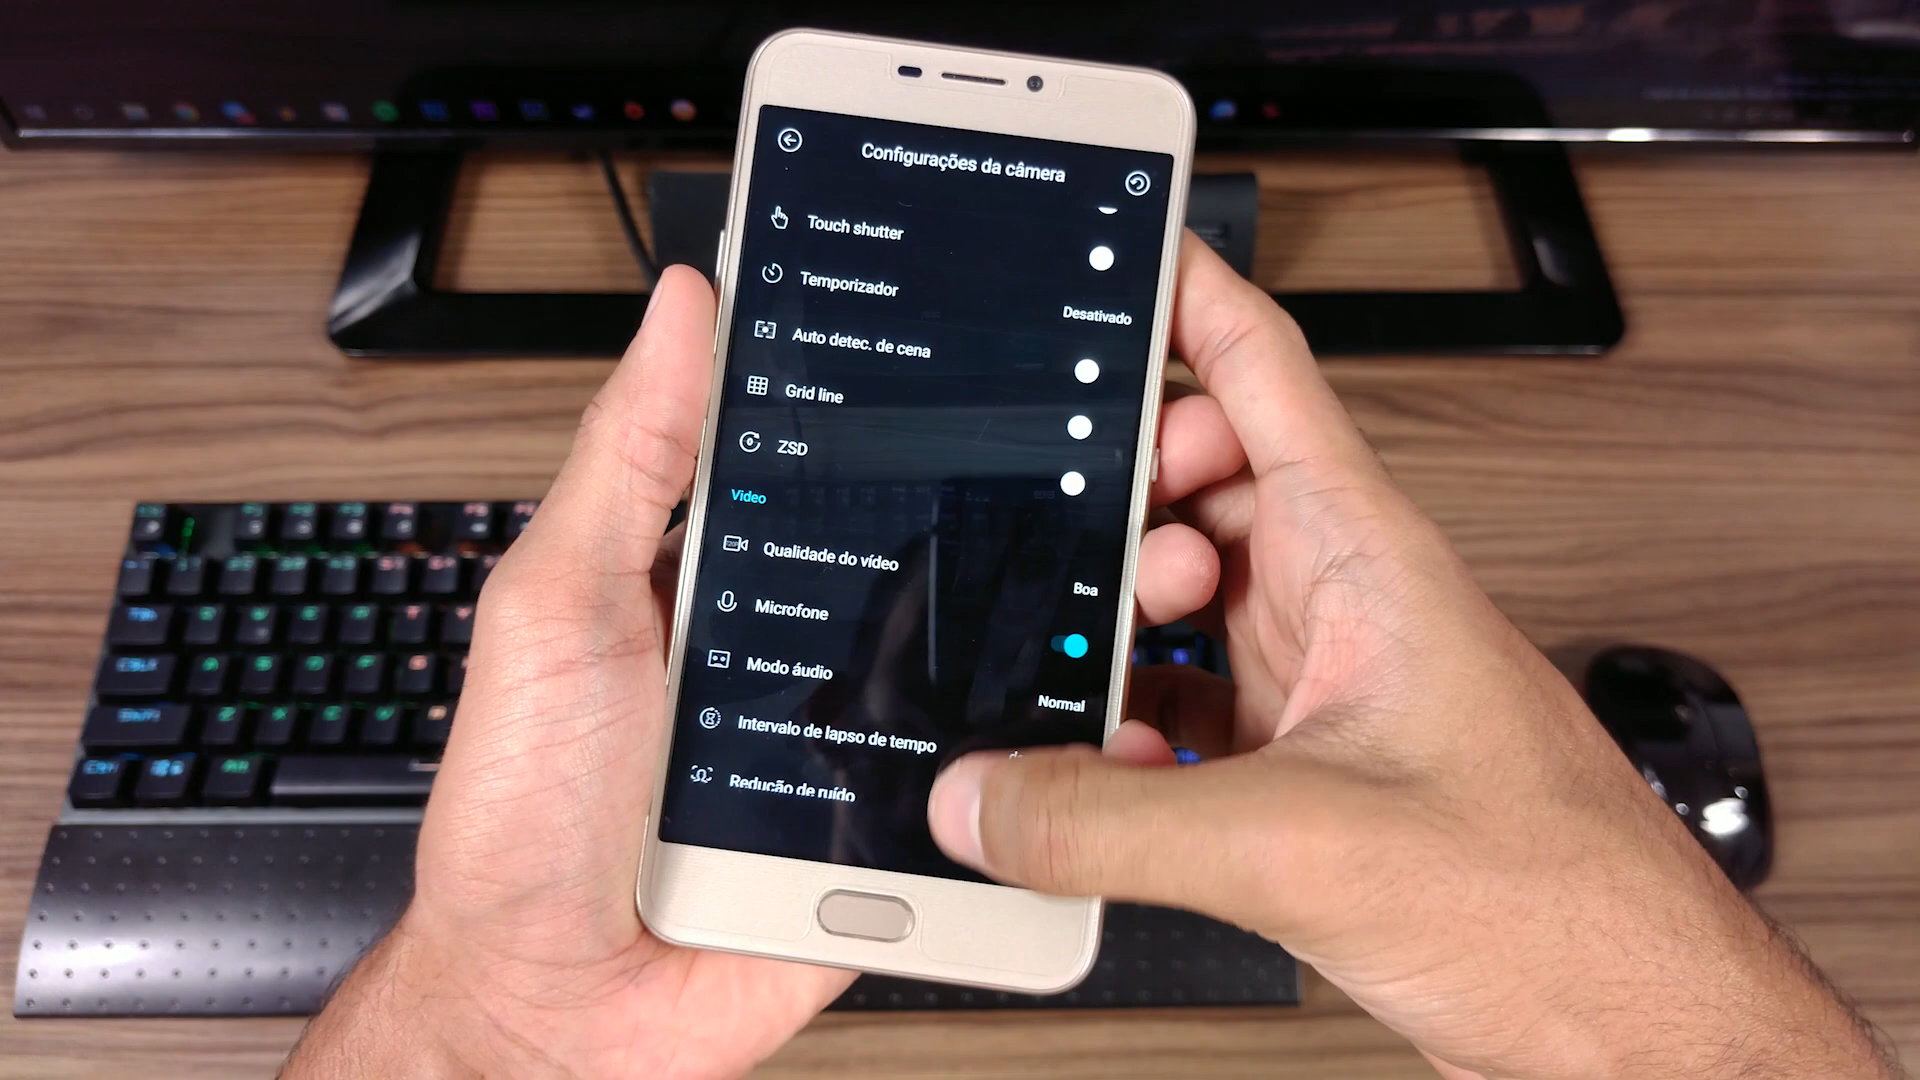 Configurações da câmera
Touch shutter
Temporizador
Desativado
Auto detec. de cena
Grid line
ZSD
Video
Qualidade do vídeo
Boa
Microfone
Modo áudio
Normal
Intervalo de lapso de tempo
Redução de ruído